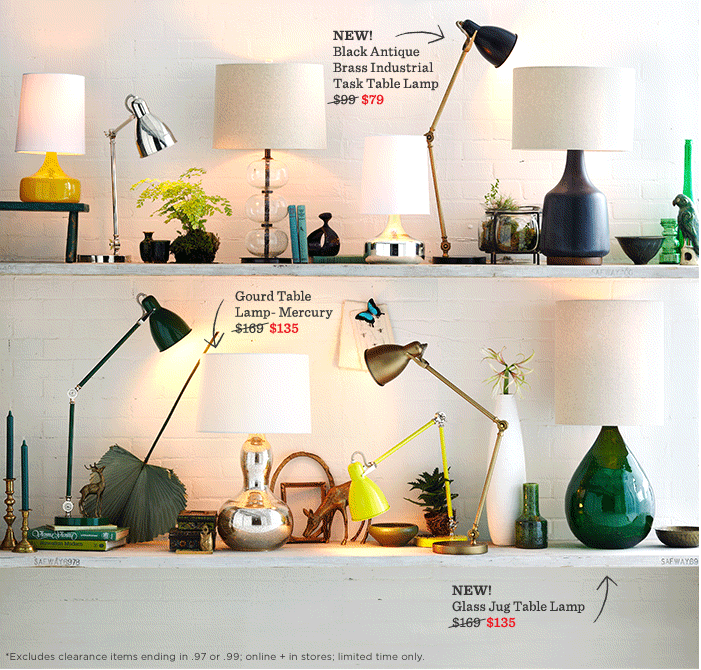 NEW!
Black Antique
Brass Industrial
Task Table Lamp
$99 $79
Gourd Table
Lamp- Mercury
$169 $135
SAFEWAY6978
NEW!
Glass Jug Table Lamp
$169 $135
*Excludes clearance items ending in .97 or .99; online + in stores; limited time only.